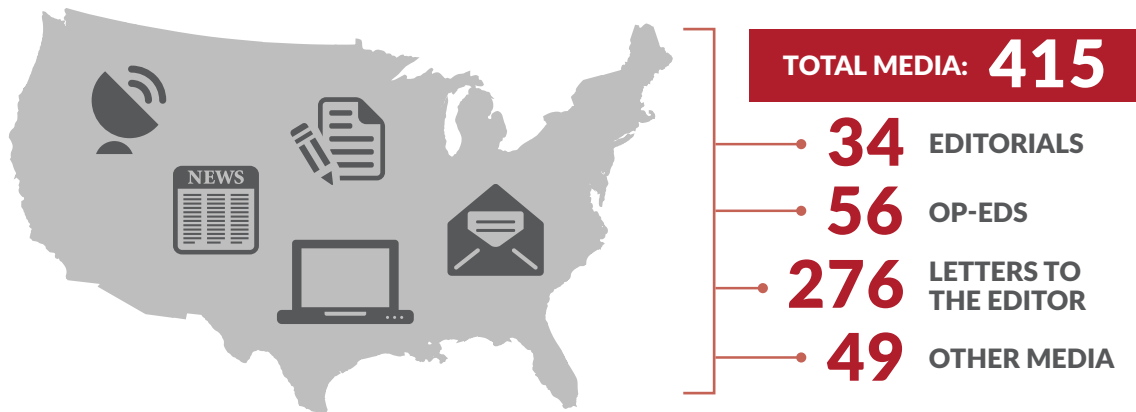 NEWS
TOTAL MEDIA: 415
34 EDITORIALS
56 OP-EDS
276 LETTERS TO
THE EDITOR
49 OTHER MEDIA